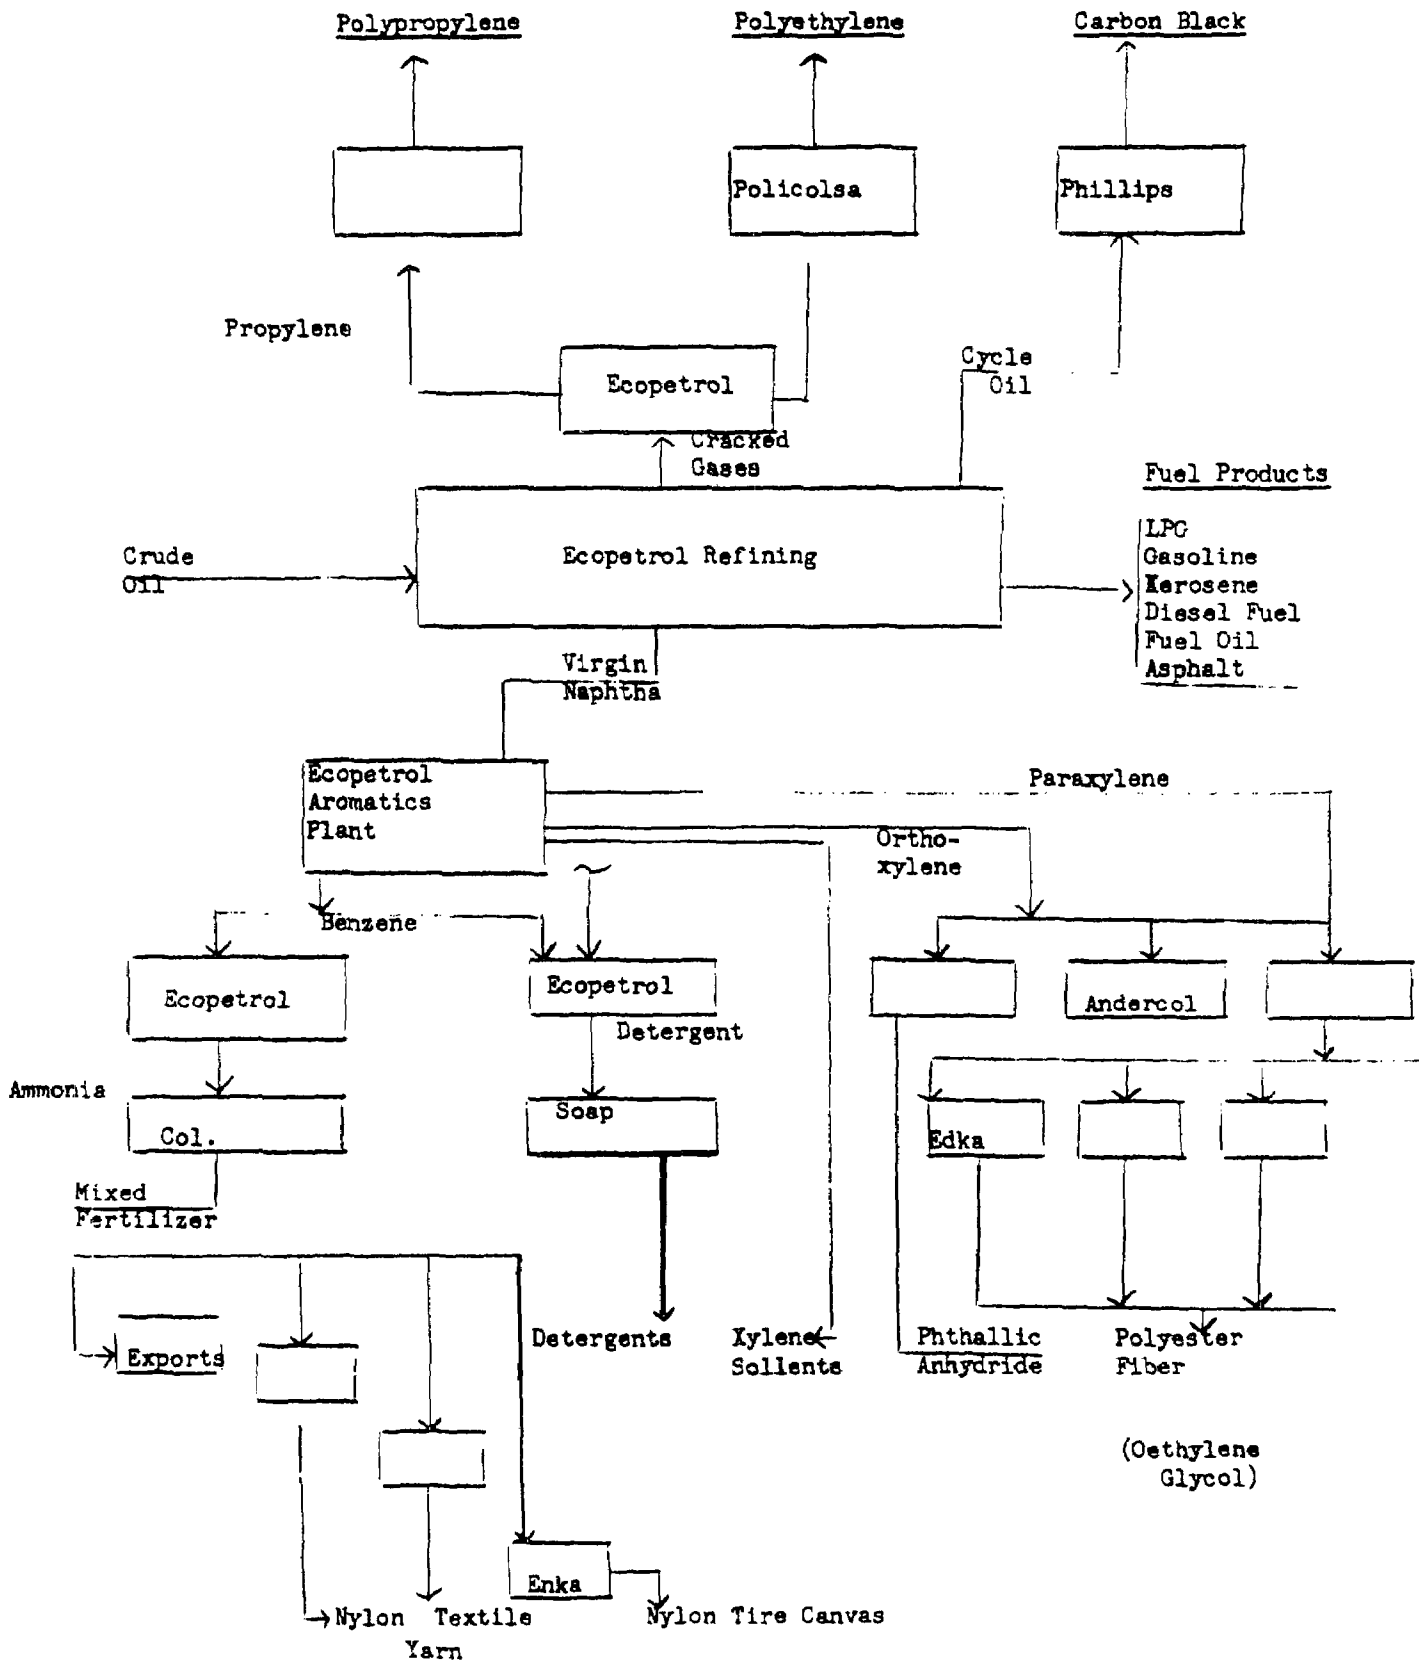 Polypropylene
Polyethylene
Carbon Black
Policolsa
Phillips
Propylene
Cycle
Oil
Ecopetrol
Cracked
Gases
Fuel Products
LPG
Gasoline
Kerosene
Diesel Fuel
Fuel Oil
Asphalt
Crude
Oil
Ecopetrol Refining
Virgin
Naphtha
Ecopetrol
Aromatics
Plant
Paraxylene
Ortho-
xylene
Benzene
Ecopetrol
Ecopetrol
Andercol
Detergent
Ammonia
Col.
Soap
Edka
Mixed
Fertilizer
Exports
Detergents
Xylene
Sollents
Phthallic
Anhydride
Polyester
Fiber
(Oethylene
Glycol)
Enka
Nylon Textile
Yarn
Nylon Tire Canvas